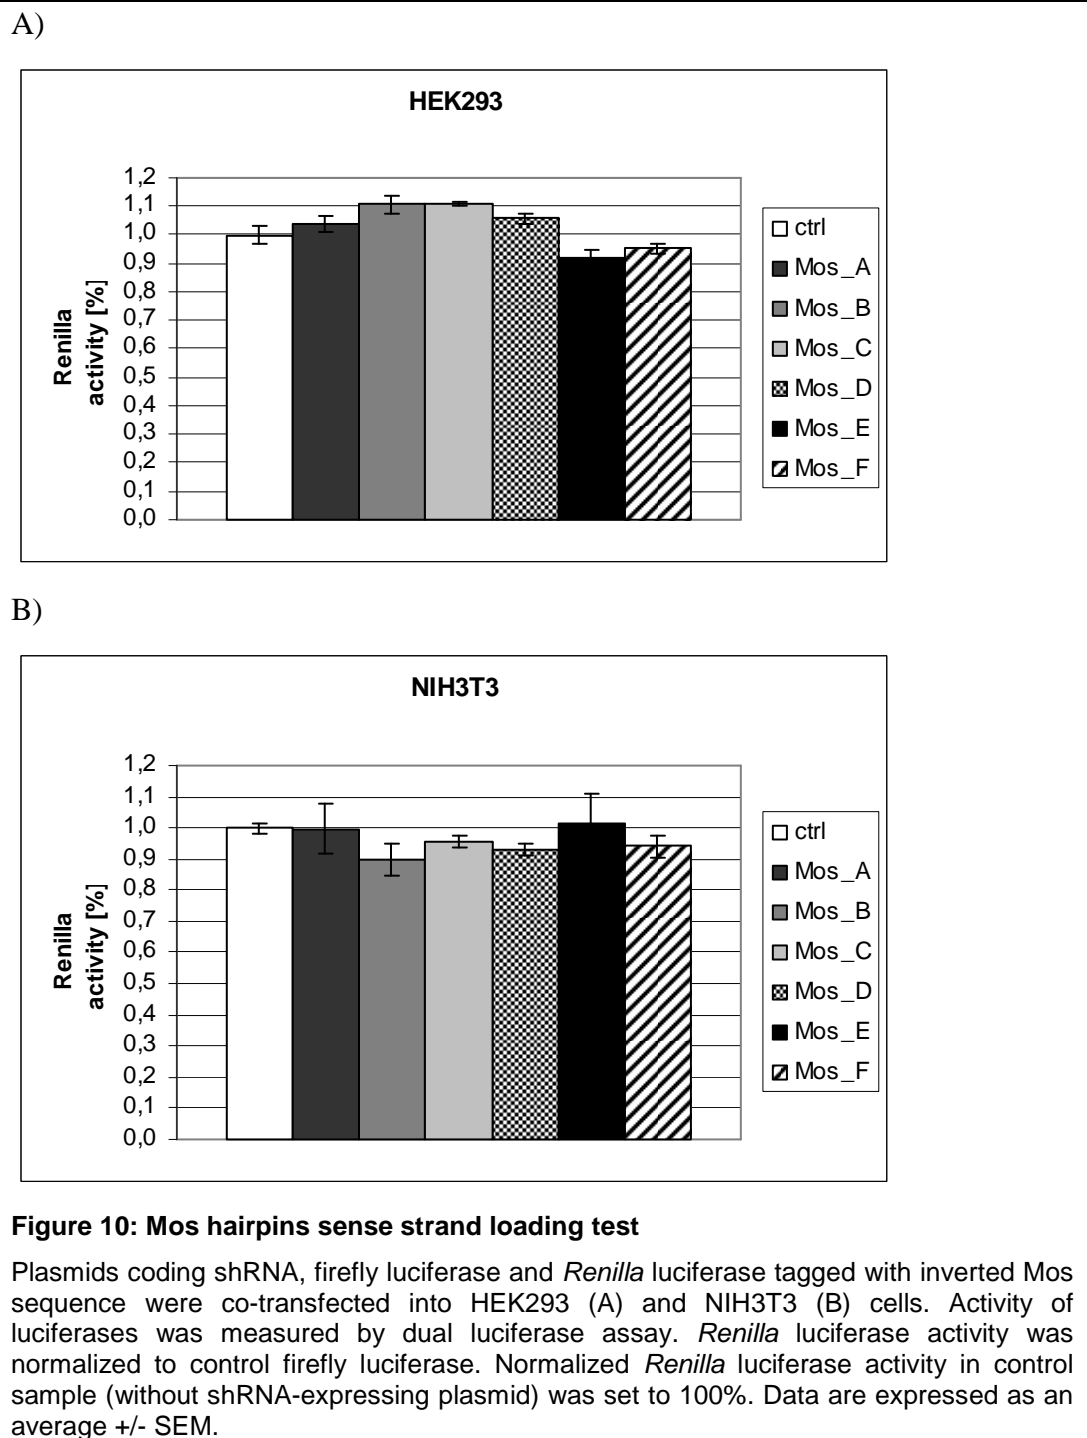 A)
HEK293
1,2
1,1
1,0
0,9
0,8
0,7
0,6
0,5
0,4
0,3
0,2
0,1
0,0
Renilla
activity [%]
ctrl
Mos_A
Mos_B
Mos_C
Mos_D
Mos_E
Mos_F
B)
NIH3T3
1,2
1,1
1,0
0,9
0,8
0,7
0,6
0,5
0,4
0,3
0,2
0,1
0,0
Renilla
activity [%]
ctrl
Mos_A
Mos_B
Mos_C
Mos_D
Mos_E
Mos_F
Figure 10: Mos hairpins sense strand loading test
Plasmids coding shRNA, firefly luciferase and Renilla luciferase tagged with inverted Mos
sequence were co-transfected into HEK293 (A) and NIH3T3 (B) cells. Activity of
luciferases was measured by dual luciferase assay. Renilla luciferase activity was
normalized to control firefly luciferase. Normalized Renilla luciferase activity in control
sample (without shRNA-expressing plasmid) was set to 100%. Data are expressed as an
average +/- SEM.